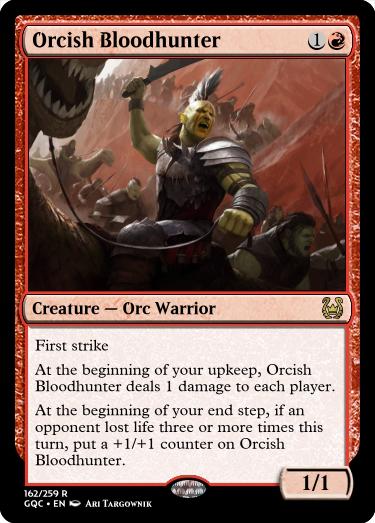 Orcish Bloodhunter 1
Creature — Orc Warrior
First strike
At the beginning of your upkeep, Orcish
Bloodhunter deals 1 damage to each player.
At the beginning of your end step, if an
opponent lost life three or more times this
turn, put a +1/+1 counter on Orcish
Bloodhunter.
1/1
162/259 R
GQC • EN Ari Targownik